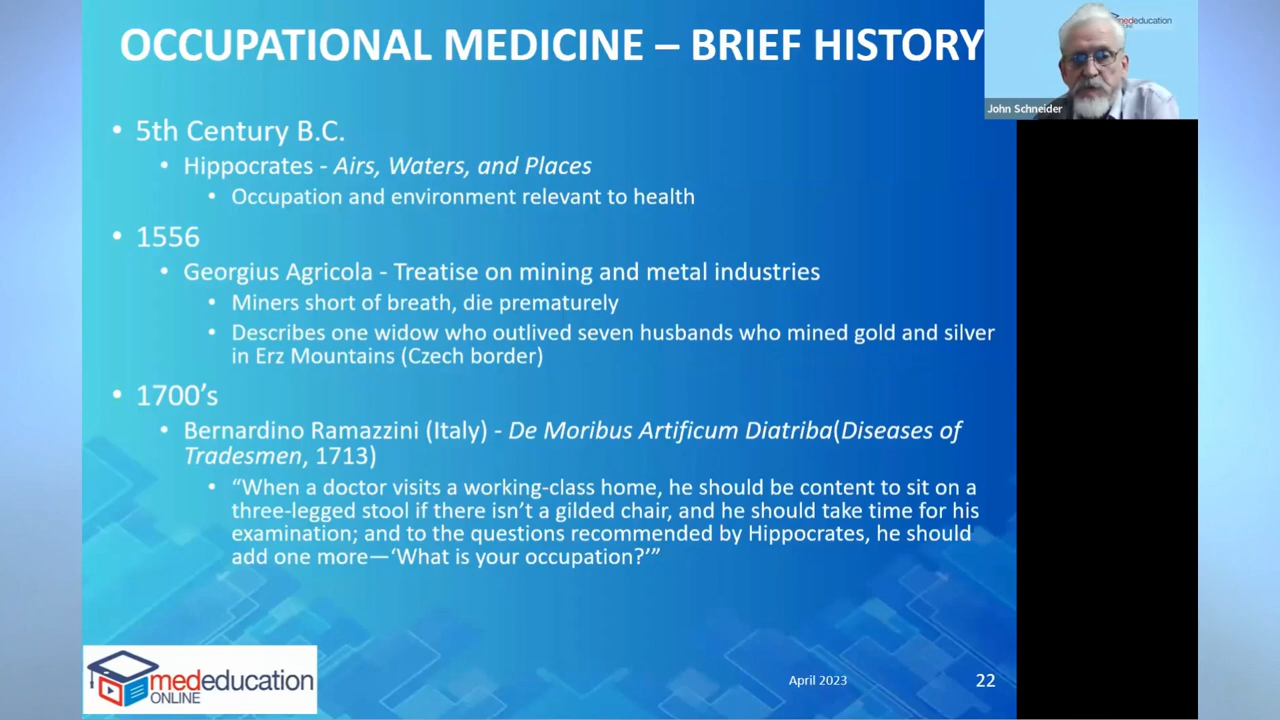 OCCUPATIONAL MEDICINE – BRIEF HISTORY
mededucation
John Schneider
• 5th Century B.C.
• Hippocrates - Airs, Waters, and Places
• Occupation and environment relevant to health
• 1556
• Georgius Agricola - Treatise on mining and metal industries
• Miners short of breath, die prematurely
• Describes one widow who outlived seven husbands who mined gold and silver
in Erz Mountains (Czech border)
• 1700’s
• Bernardino Ramazzini (Italy) - De Moribus Artificum Diatriba(Diseases of
Tradesmen, 1713)
• “When a doctor visits a working-class home, he should be content to sit on a
three-legged stool if there isn’t a gilded chair, and he should take time for his
examination; and to the questions recommended by Hippocrates, he should
add one more—‘What is your occupation?’”
mededucation
ONLINE
April 2023
22